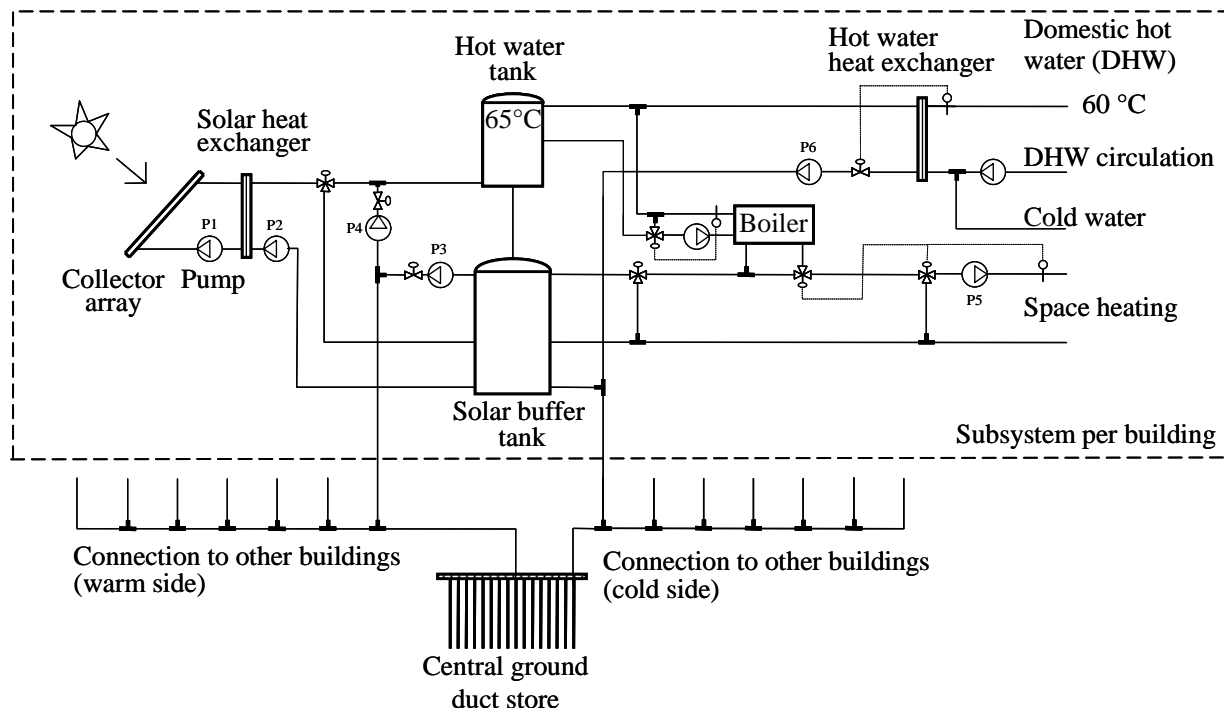 Hot water
tank
65°C
Hot water
heat exchanger
Domestic hot
water (DHW)
60 °C
Solar heat
exchanger
P6
DHW circulation
P4
Boiler
Cold water
P1
P2
P3
Collector
array
Pump
P5
Space heating
Solar buffer
tank
Subsystem per building
Connection to other buildings
(warm side)
Connection to other buildings
(cold side)
Central ground
duct store